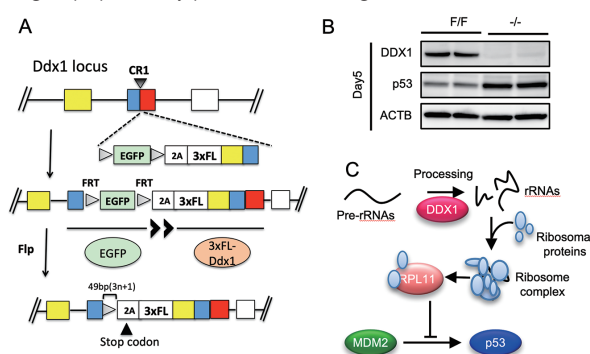 A
Ddx1 locus
CR1
EGFP
2A
3xFL
FRT
FRT
EGFP
2A
3xFL
Flp
EGFP
3xFL-
Ddx1
49bp(3n+1)
2A
3xFL
Stop codon
B
F/F
-/-
Day5
DDX1
p53
ACTB
C
Processing
Pre-rRNAs
DDX1
rRNAs
Ribosoma
proteins
RPL11
Ribosome
complex
MDM2
p53